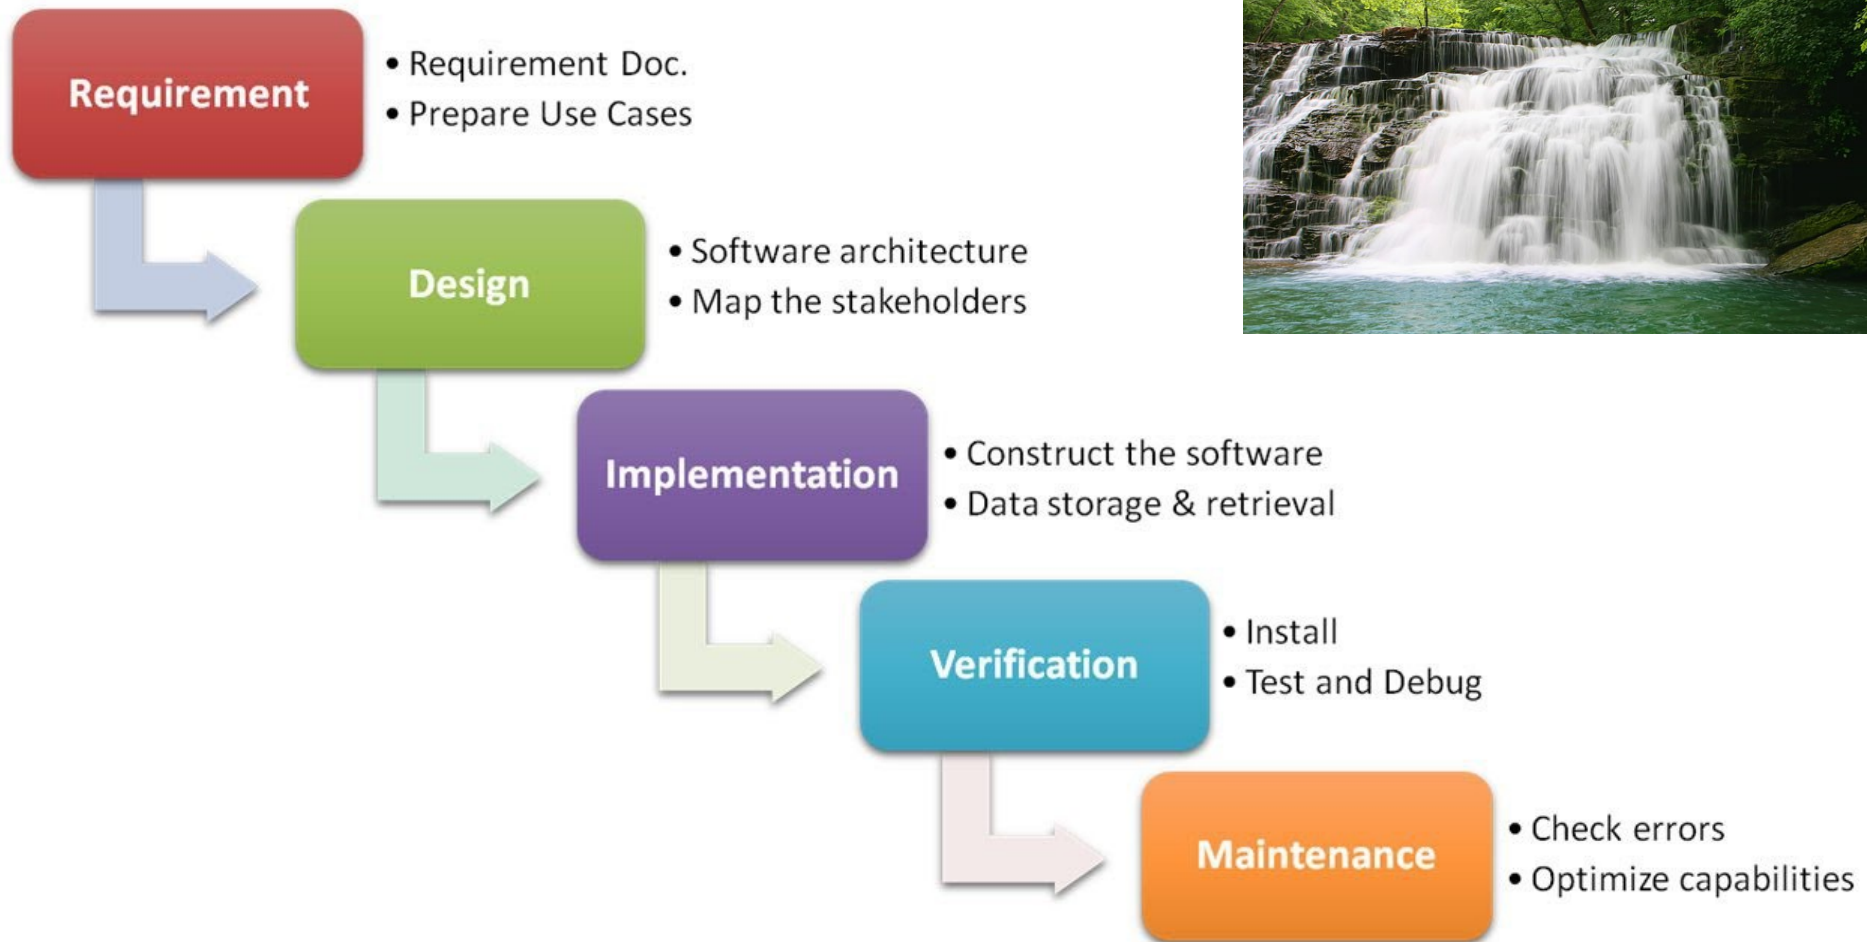 Requirement
• Requirement Doc.
• Prepare Use Cases
Design
• Software architecture
• Map the stakeholders
Implementation
• Construct the software
• Data storage & retrieval
Verification
• Install
• Test and Debug
Maintenance
• Check errors
• Optimize capabilities